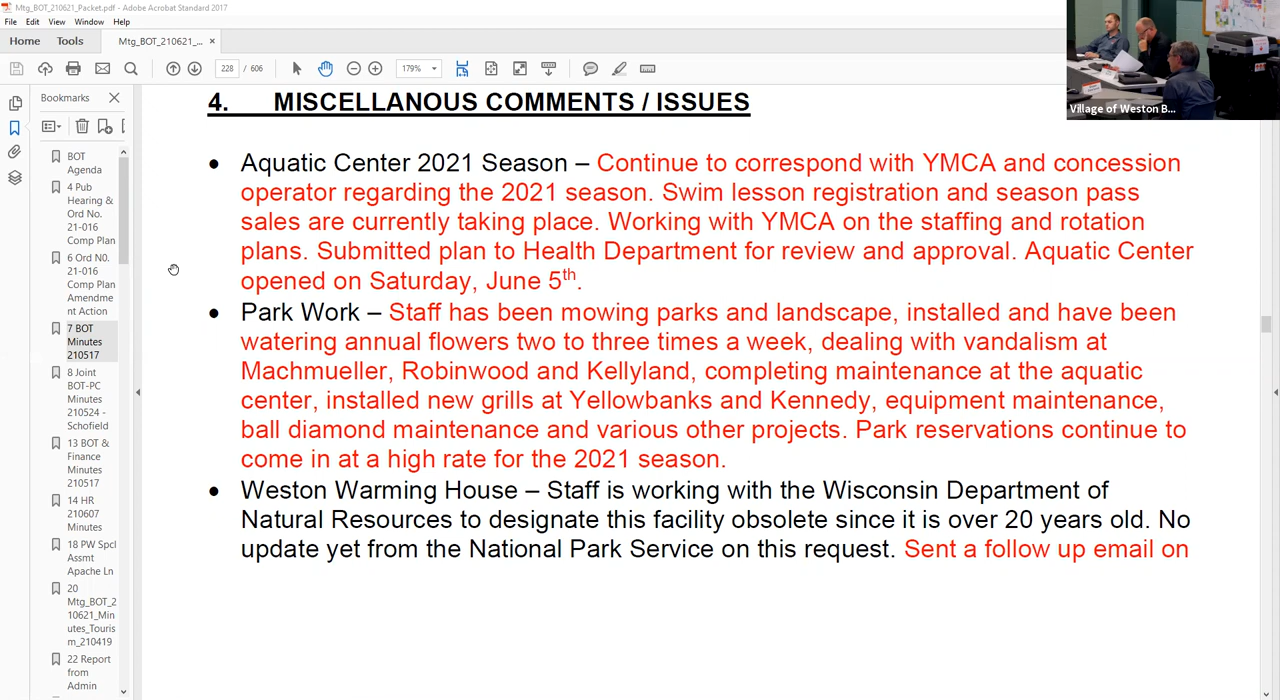 Mtg_BOT_210621_Packet.pdf - Adobe Acrobat Standard 2017
File Edit View Window Help
Home Tools Mtg_BOT_210621_... ×
228 / 606 179%
Bookmarks
BOT
Agenda
4 Pub
Hearing &
Ord No.
21-016
Comp Plan
6 Ord N0.
21-016
Comp Plan
Amendme
nt Action
7 BOT
Minutes
210517
8 Joint
BOT-PC
Minutes
210524 -
Schofield
13 BOT &
Finance
Minutes
210517
14 HR
210607
Minutes
18 PW Spcl
Assmt
Apache Ln
20
Mtg_BOT_2
10621_Min
utes_Touris
m_210419
22 Report
from
Admin
4. MISCELLANOUS COMMENTS / ISSUES
• Aquatic Center 2021 Season – Continue to correspond with YMCA and concession
operator regarding the 2021 season. Swim lesson registration and season pass
sales are currently taking place. Working with YMCA on the staffing and rotation
plans. Submitted plan to Health Department for review and approval. Aquatic Center
opened on Saturday, June 5th.
• Park Work – Staff has been mowing parks and landscape, installed and have been
watering annual flowers two to three times a week, dealing with vandalism at
Machmueller, Robinwood and Kellyland, completing maintenance at the aquatic
center, installed new grills at Yellowbanks and Kennedy, equipment maintenance,
ball diamond maintenance and various other projects. Park reservations continue to
come in at a high rate for the 2021 season.
• Weston Warming House – Staff is working with the Wisconsin Department of
Natural Resources to designate this facility obsolete since it is over 20 years old. No
update yet from the National Park Service on this request. Sent a follow up email on
Village of Weston B...